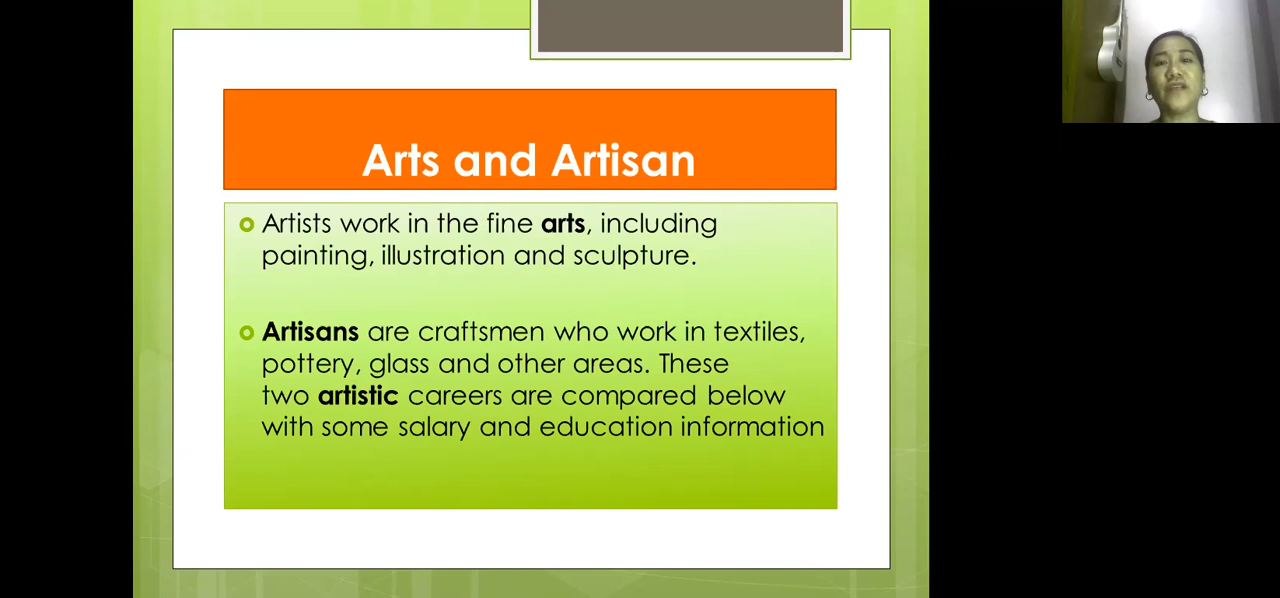 Arts and Artisan
Artists work in the fine arts, including
painting, illustration and sculpture.
Artisans are craftsmen who work in textiles,
pottery, glass and other areas. These
two artistic careers are compared below
with some salary and education information